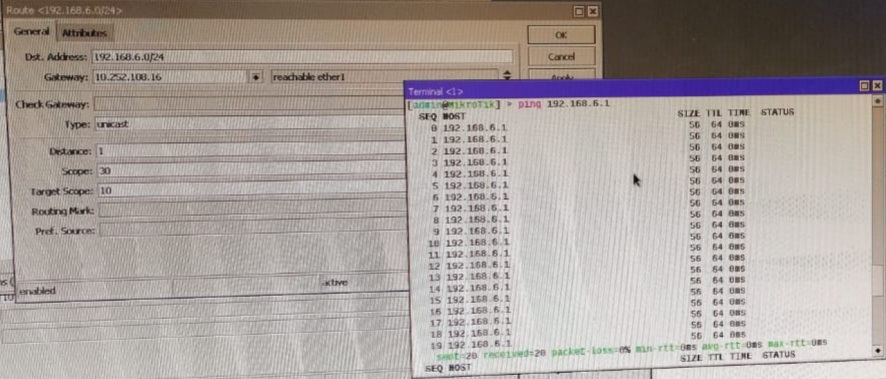 Route <192.168.6.0/24>
General Attributes
OK
Dst. Address: 192.168.6.0/24
Cancel
Gateway: 10.252.108.16 reachable ether1
Apply
Check Gateway:
Type: unicast
Distance: 1
Scope: 30
Target Scope: 10
Routing Mark:
Pref. Source:
enabled active
Terminal <1>
[admin@MikroTik] > ping 192.168.6.1
SEQ HOST SIZE TTL TIME STATUS
0 192.168.6.1 56 64 0ms
1 192.168.6.1 56 64 0ms
2 192.168.6.1 56 64 0ms
3 192.168.6.1 56 64 0ms
4 192.168.6.1 56 64 0ms
5 192.168.6.1 56 64 0ms
6 192.168.6.1 56 64 0ms
7 192.168.6.1 56 64 0ms
8 192.168.6.1 56 64 0ms
9 192.168.6.1 56 64 0ms
10 192.168.6.1 56 64 0ms
11 192.168.6.1 56 64 0ms
12 192.168.6.1 56 64 0ms
13 192.168.6.1 56 64 0ms
14 192.168.6.1 56 64 0ms
15 192.168.6.1 56 64 0ms
16 192.168.6.1 56 64 0ms
17 192.168.6.1 56 64 0ms
18 192.168.6.1 56 64 0ms
19 192.168.6.1 56 64 0ms
sent=20 received=20 packet-loss=0% min-rtt=0ms avg-rtt=0ms max-rtt=0ms
SEQ HOST SIZE TTL TIME STATUS